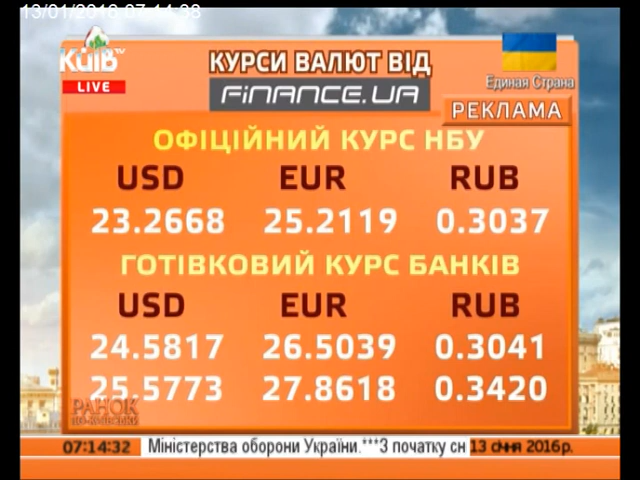 13/01/2016 07:14:38
Київ TV
LIVE
КУРСИ ВАЛЮТ ВІД
FINANCE.UA
Единая Страна
РЕКЛАМА
ОФІЦІЙНИЙ КУРС НБУ
USD EUR RUB
23.2668 25.2119 0.3037
ГОТІВКОВИЙ КУРС БАНКІВ
USD EUR RUB
24.5817 26.5039 0.3041
25.5773 27.8618 0.3420
РАНОК
ПО-КИЇВСЬКИ
07:14:32 Міністерства оборони України.***З початку сн 13 січня 2016р.